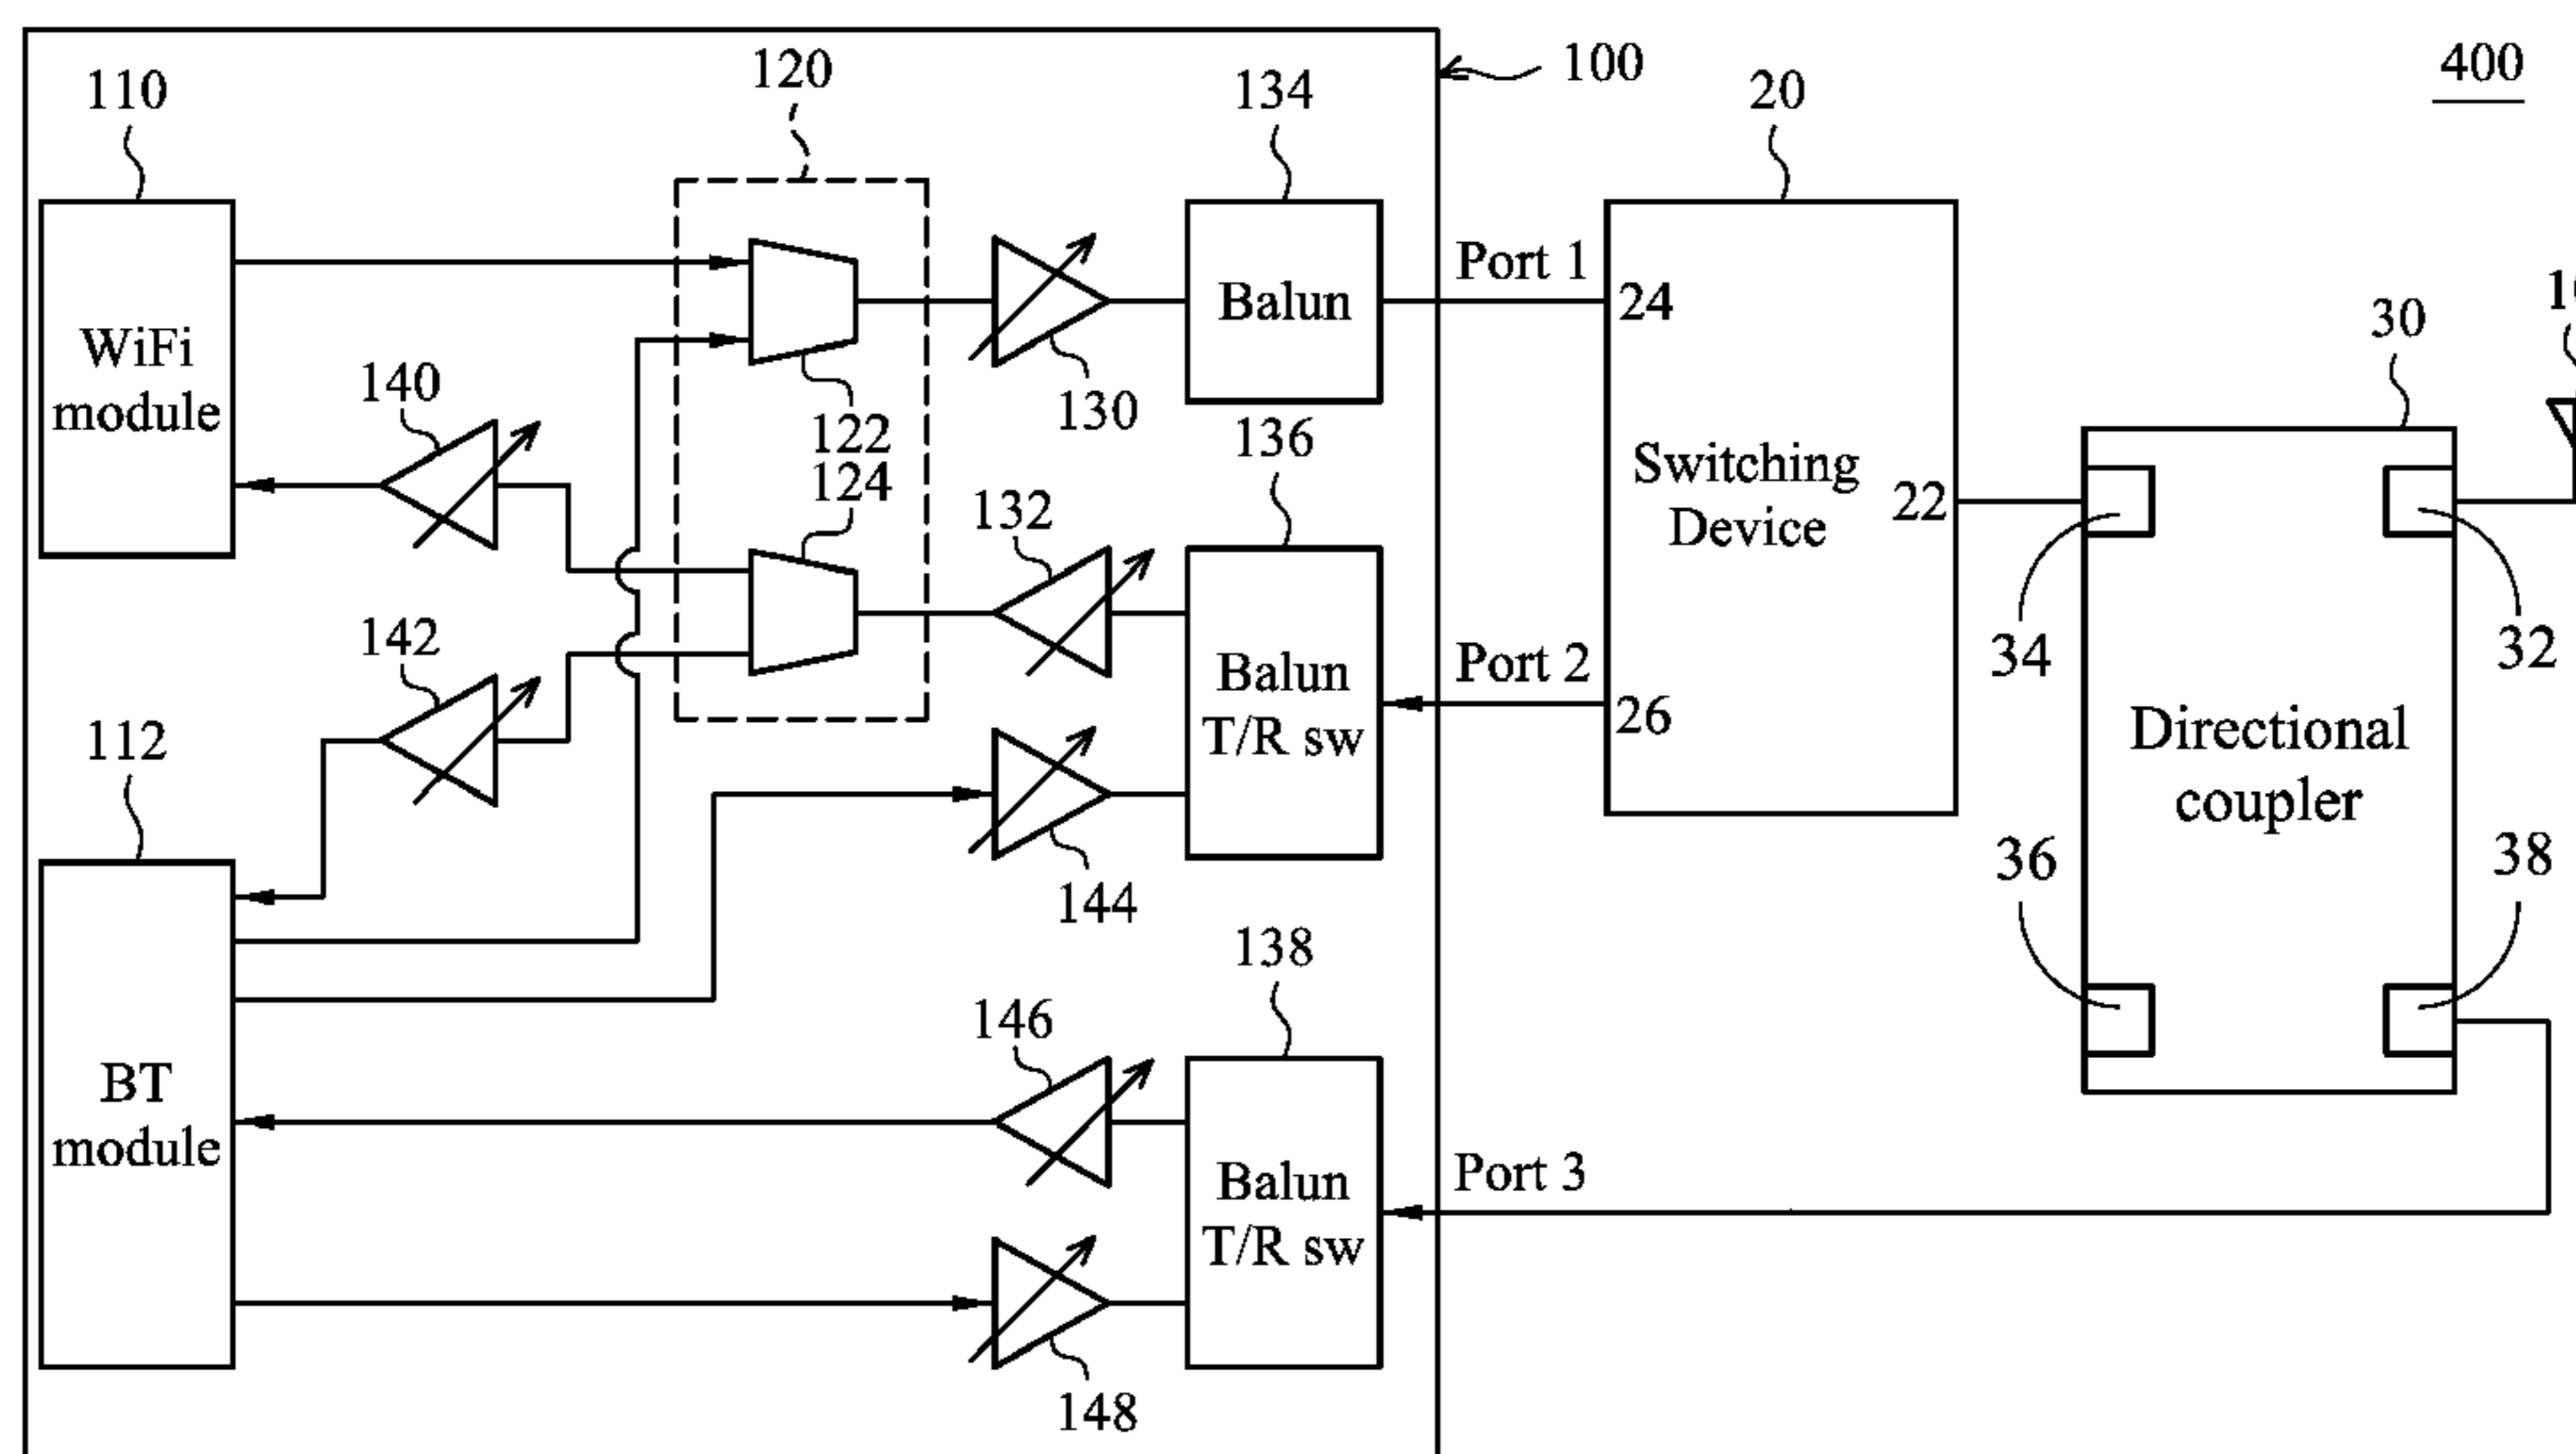 120
100
400
110
134
20
WiFi
module
Balun
Port 1
24
30
140
130
122
136
124
132
Switching
Device
22
34
32
142
Balun
T/R sw
Port 2
26
112
144
Directional
coupler
36
38
138
146
BT
module
Balun
T/R sw
Port 3
148